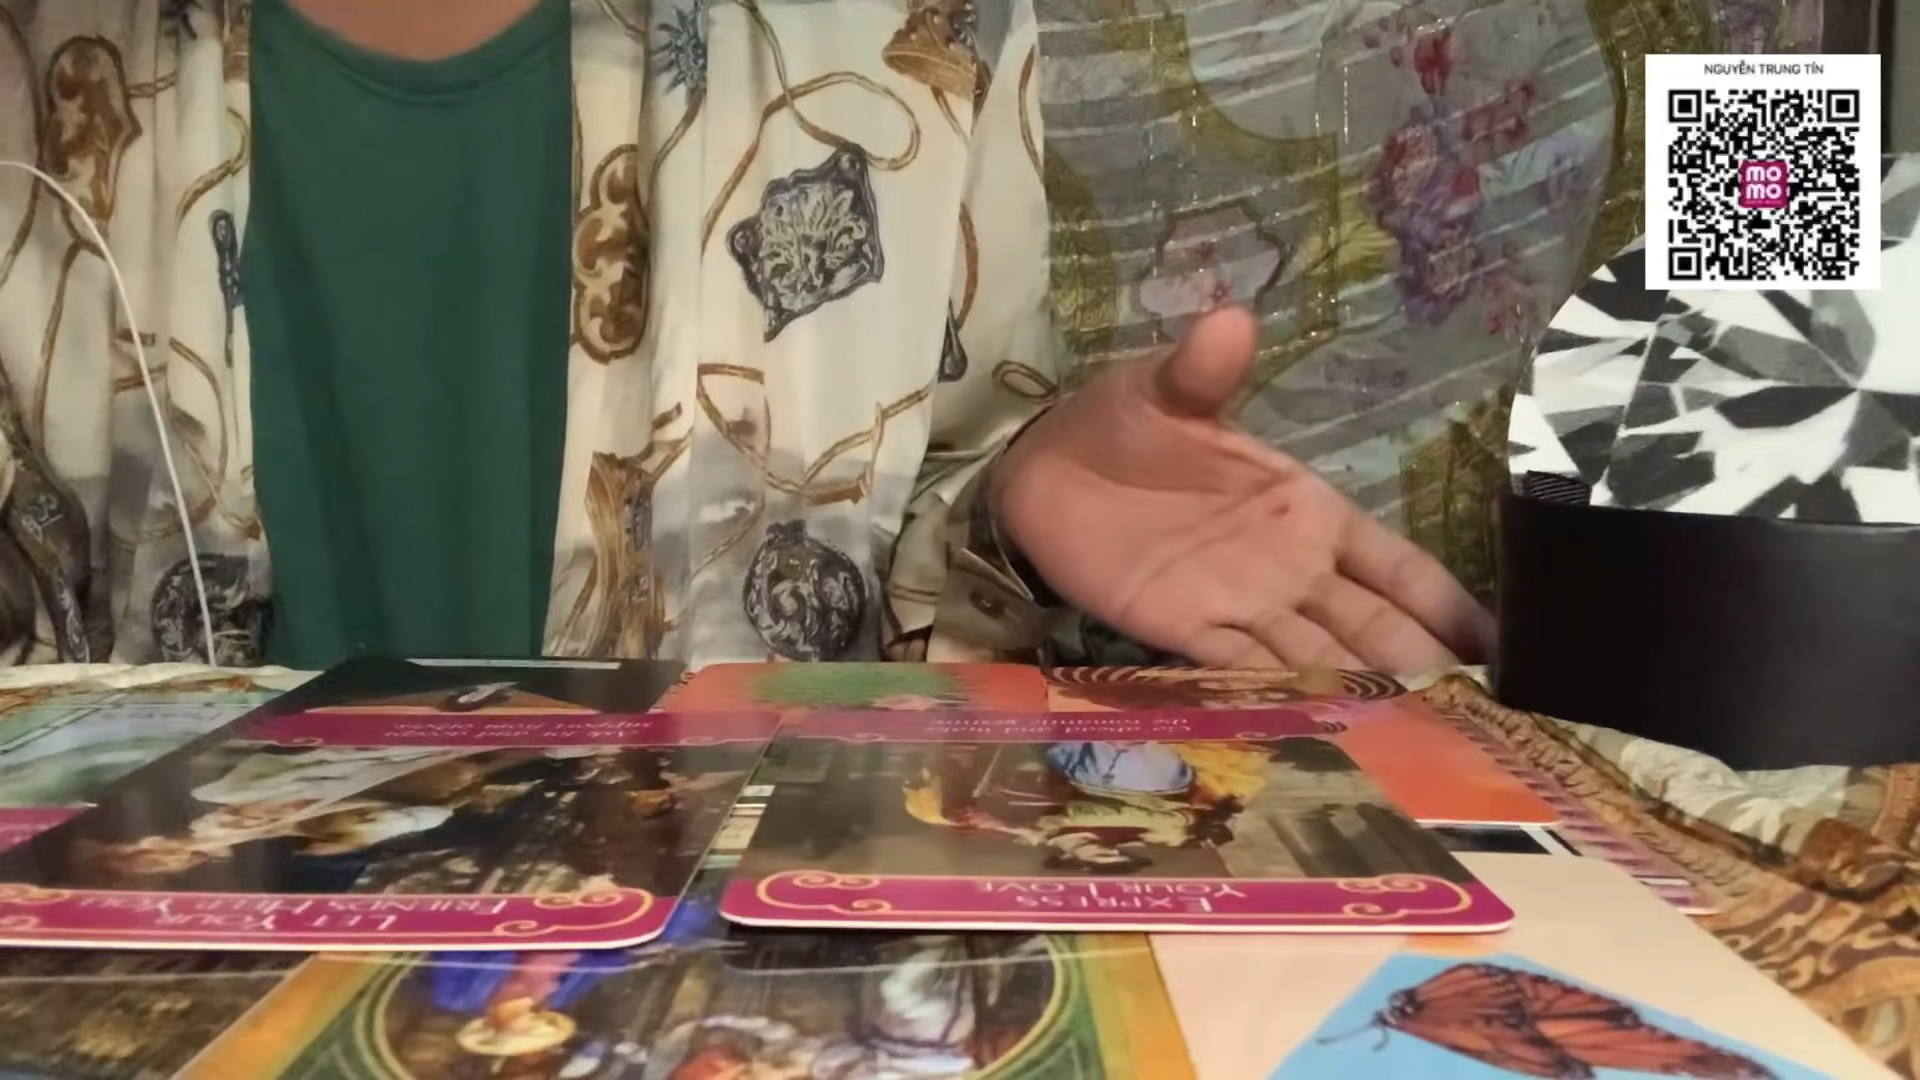 NGUYỄN TRUNG TÍN
mo
mo
Ask for and accept
support from others.
Go ahead and make
the romantic gesture.
LET YOUR
FRIENDS HELP YOU
EXPRESS
YOUR LOVE